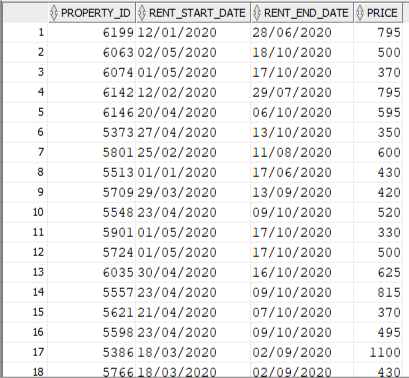 PROPERTY_ID RENT_START_DATE RENT_END_DATE PRICE
1 6199 12/01/2020 28/06/2020 795
2 6063 02/05/2020 18/10/2020 500
3 6074 01/05/2020 17/10/2020 370
4 6142 12/02/2020 29/07/2020 795
5 6146 20/04/2020 06/10/2020 595
6 5373 27/04/2020 13/10/2020 350
7 5801 25/02/2020 11/08/2020 600
8 5513 01/01/2020 17/06/2020 430
9 5709 29/03/2020 13/09/2020 420
10 5548 23/04/2020 09/10/2020 520
11 5901 01/05/2020 17/10/2020 330
12 5724 01/05/2020 17/10/2020 500
13 6035 30/04/2020 16/10/2020 625
14 5557 23/04/2020 09/10/2020 815
15 5621 21/04/2020 07/10/2020 370
16 5598 23/04/2020 09/10/2020 495
17 5386 18/03/2020 02/09/2020 1100
18 5766 18/03/2020 02/09/2020 430